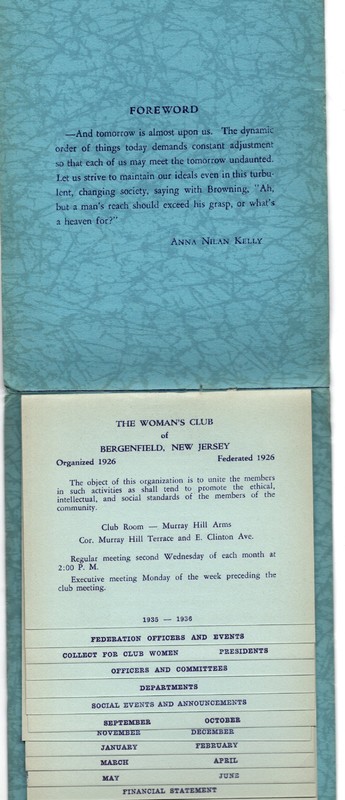 FOREWORD
—And tomorrow is almost upon us. The dynamic
order of things today demands constant adjustment
so that each of us may meet the tomorrow undaunted.
Let us strive to maintain our ideals even in this turbu-
lent, changing society, saying with Browning, "Ah,
but a man's reach should exceed his grasp, or what's
a heaven for?"
ANNA NILAN KELLY
THE WOMAN'S CLUB
of
BERGENFIELD, NEW JERSEY
Organized 1926 Federated 1926
The object of this organization is to unite the members
in such activities as shall tend to promote the ethical,
intellectual, and social standards of the members of the
community.
Club Room — Murray Hill Arms
Cor. Murray Hill Terrace and E. Clinton Ave.
Regular meeting second Wednesday of each month at
2:00 P. M.
Executive meeting Monday of the week preceding the
club meeting.
1935 — 1936
FEDERATION OFFICERS AND EVENTS
COLLECT FOR CLUB WOMEN PRESIDENTS
OFFICERS AND COMMITTEES
DEPARTMENTS
SOCIAL EVENTS AND ANNOUNCEMENTS
SEPTEMBER OCTOBER
NOVEMBER DECEMBER
JANUARY FEBRUARY
MARCH APRIL
MAY JUNE
FINANCIAL STATEMENT